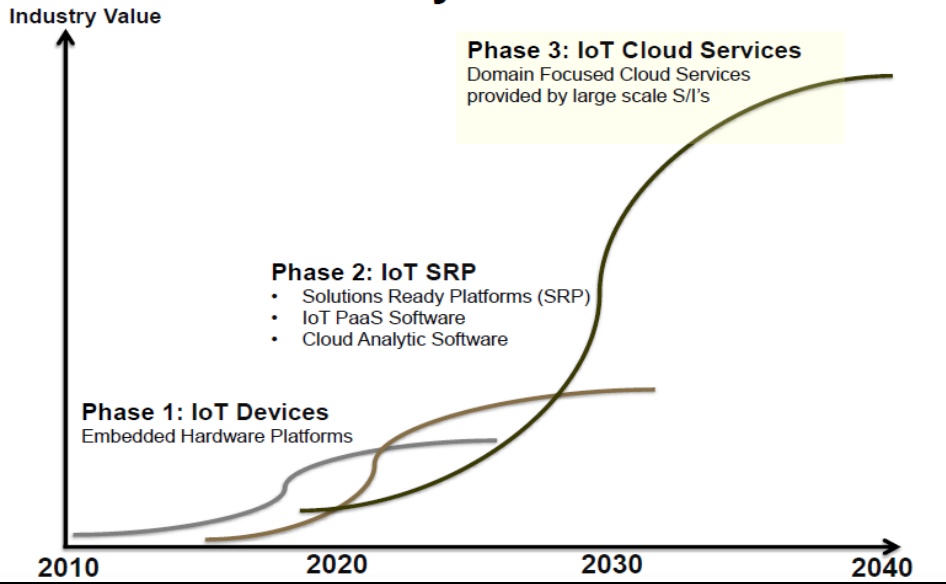 Industry Value
Phase 3: IoT Cloud Services
Domain Focused Cloud Services
provided by large scale S/I's
Phase 2: IoT SRP
• Solutions Ready Platforms (SRP)
• IoT PaaS Software
• Cloud Analytic Software
Phase 1: IoT Devices
Embedded Hardware Platforms
2010 2020 2030 2040